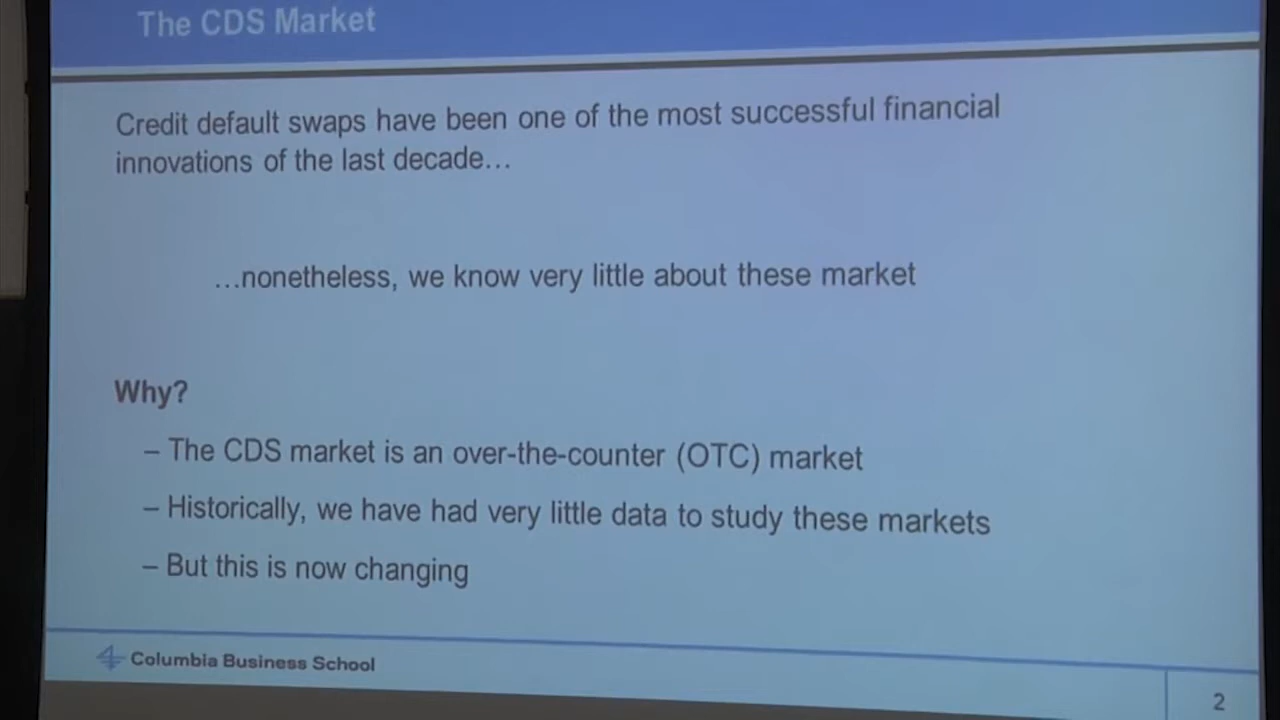 The CDS Market
Credit default swaps have been one of the most successful financial
innovations of the last decade…
…nonetheless, we know very little about these market
Why?
– The CDS market is an over-the-counter (OTC) market
– Historically, we have had very little data to study these markets
– But this is now changing
Columbia Business School
2